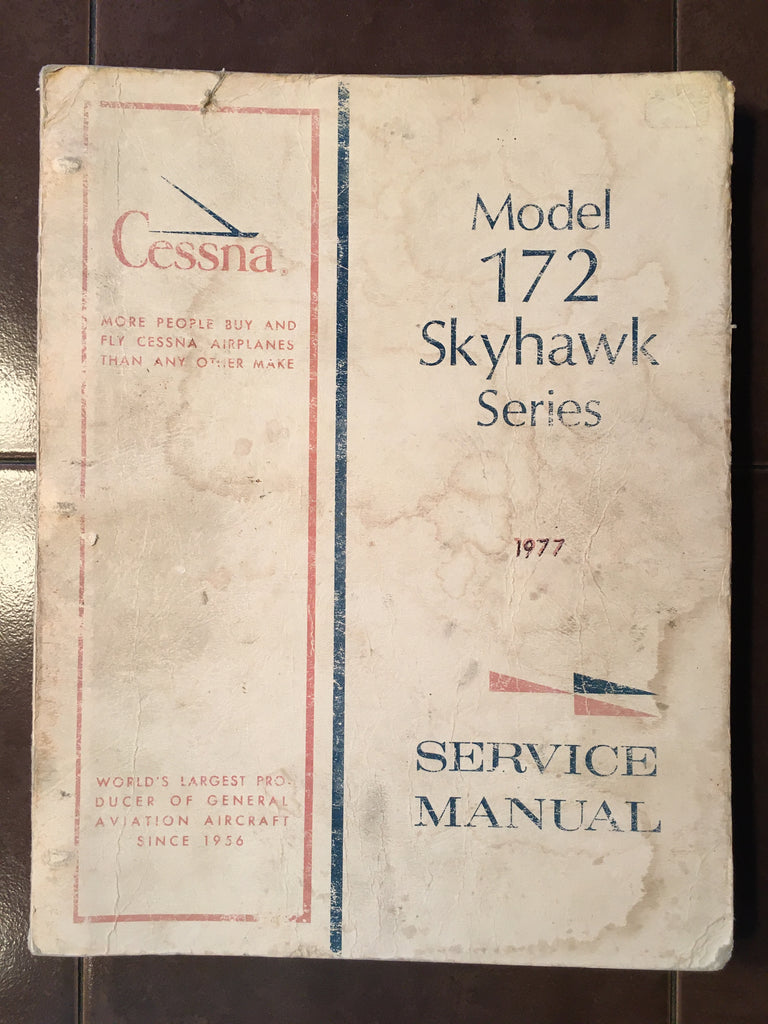 Cessna
MORE PEOPLE BUY AND
FLY CESSNA AIRPLANES
THAN ANY OTHER MAKE
WORLD'S LARGEST PRO-
DUCER OF GENERAL
AVIATION AIRCRAFT
SINCE 1956
Model
172
Skyhawk
Series
1977
SERVICE
MANUAL